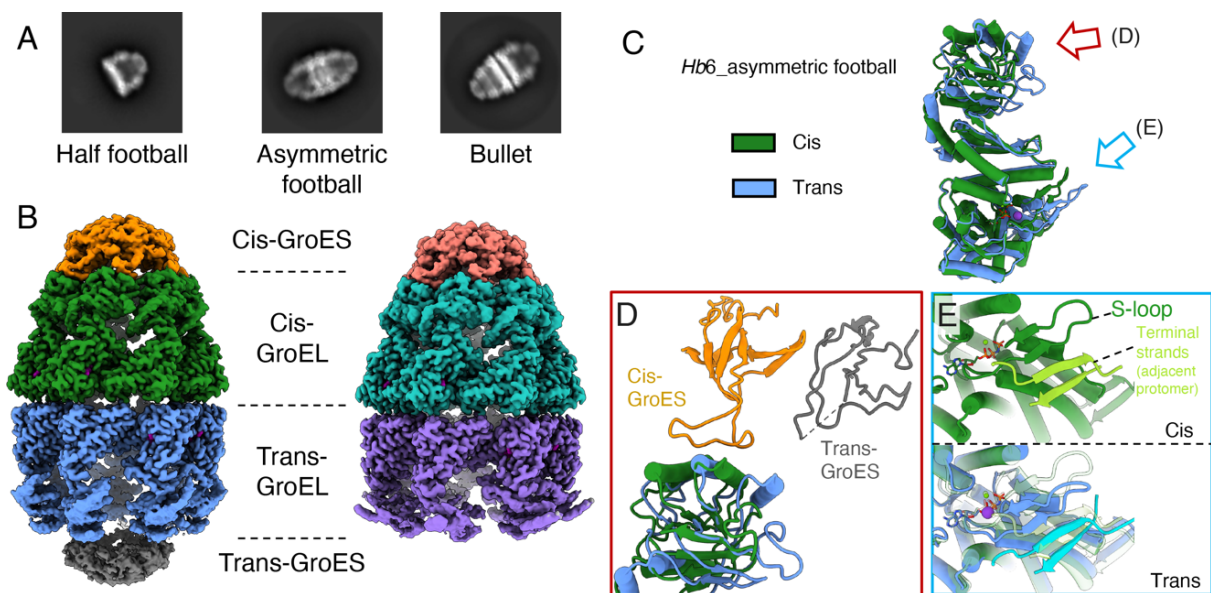 A
Half football
Asymmetric
football
Bullet
B
Cis-GroES
Cis-
GroEL
Trans-
GroEL
Trans-GroES
C
Hb6_asymmetric football
Cis
Trans
(D)
(E)
D
Cis-
GroES
Trans-
GroES
E
S-loop
Terminal
strands
(adjacent
protomer)
Cis
Trans